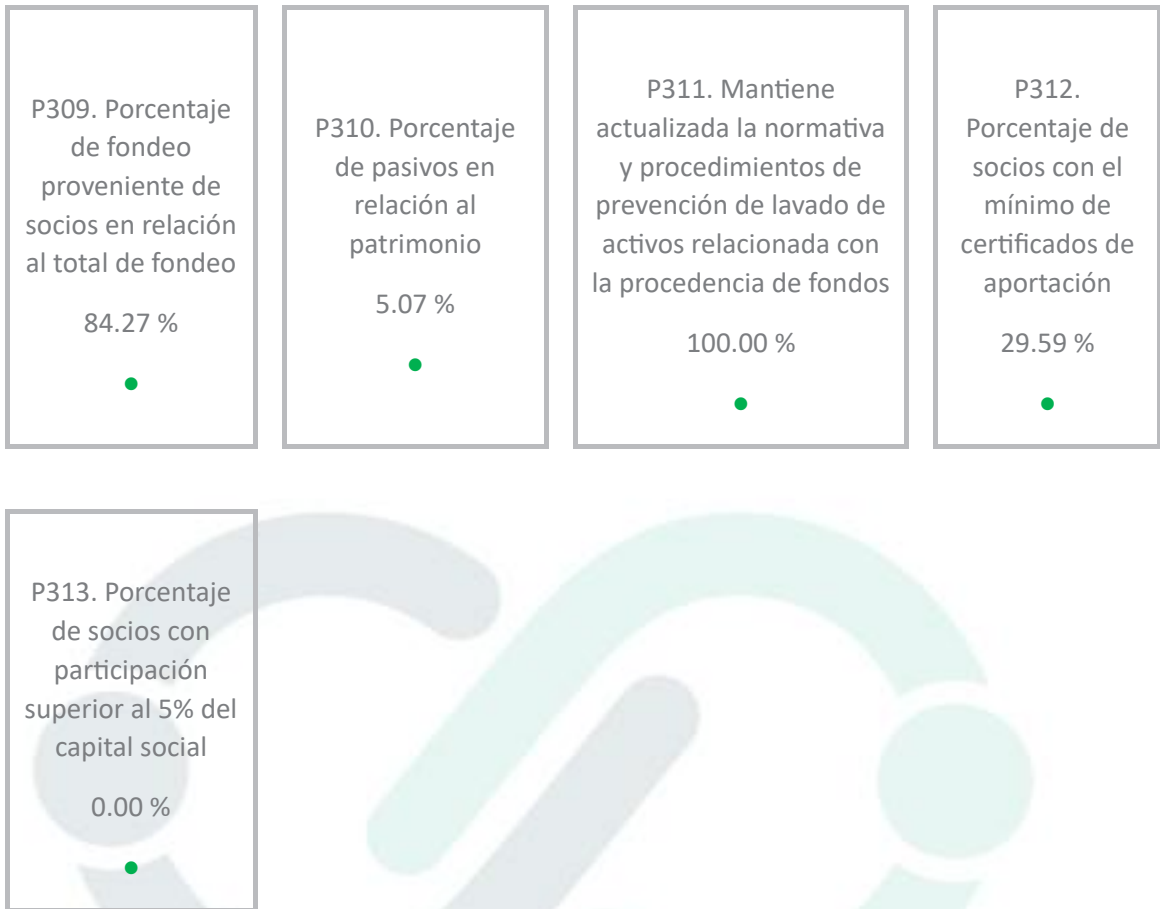 P309. Porcentaje
de fondeo
proveniente de
socios en relación
al total de fondeo
84.27 %
P310. Porcentaje
de pasivos en
relación al
patrimonio
5.07 %
P311. Mantiene
actualizada la normativa
y procedimientos de
prevención de lavado de
activos relacionada con
la procedencia de fondos
100.00 %
P312.
Porcentaje de
socios con el
mínimo de
certificados de
aportación
29.59 %
P313. Porcentaje
de socios con
participación
superior al 5% del
capital social
0.00 %